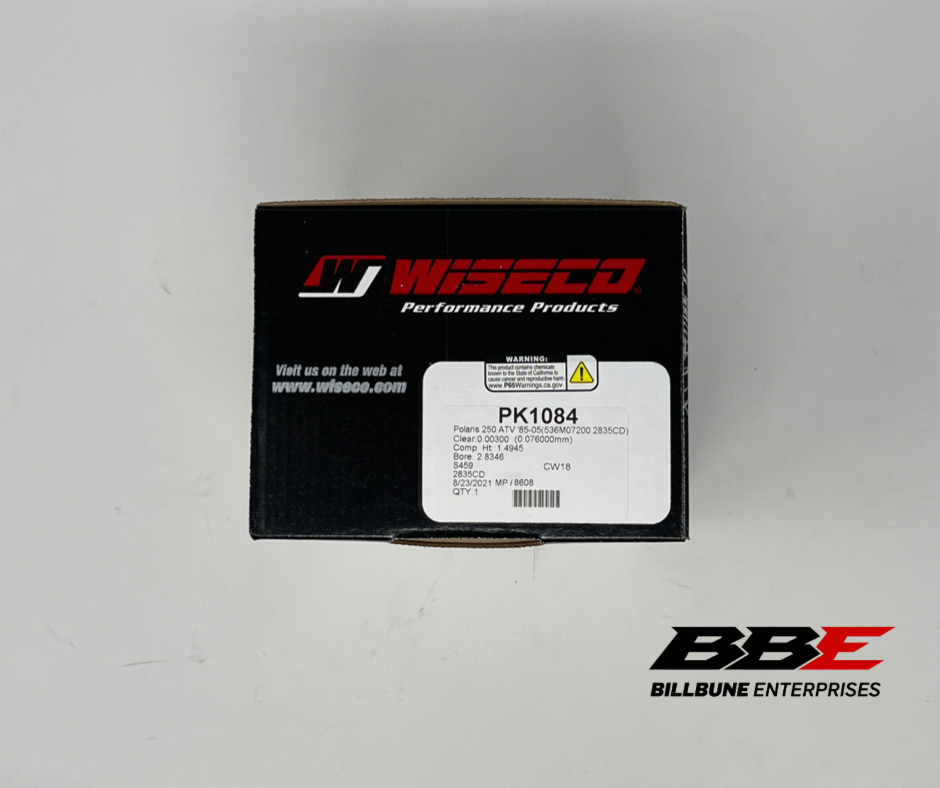 W WISECO®
Performance Products
Visit us on the web at
www.wiseco.com
WARNING:
This product contains chemicals
known to the State of California to
cause cancer and reproductive harm.
www.P65Warnings.ca.gov
PK1084
Polaris 250 ATV '85-05(536M07200 2835CD)
Clear:0.00300 (0.076000mm)
Comp. Ht. 1.4945
Bore: 2.8346
S459 CW18
2835CD
8/23/2021 MP / 8608
QTY:1
BBE
BILLBUNE ENTERPRISES